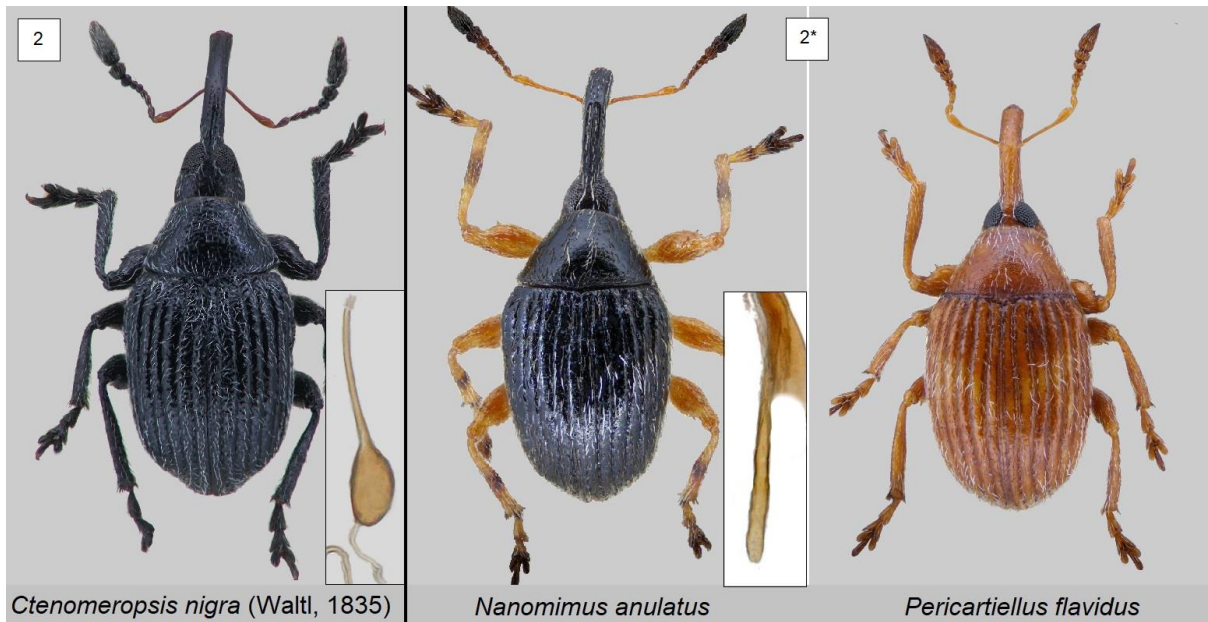 2
2*
Ctenomeropsis nigra (Waltl, 1835)
Nanomimus anulatus
Pericartiellus flavidus